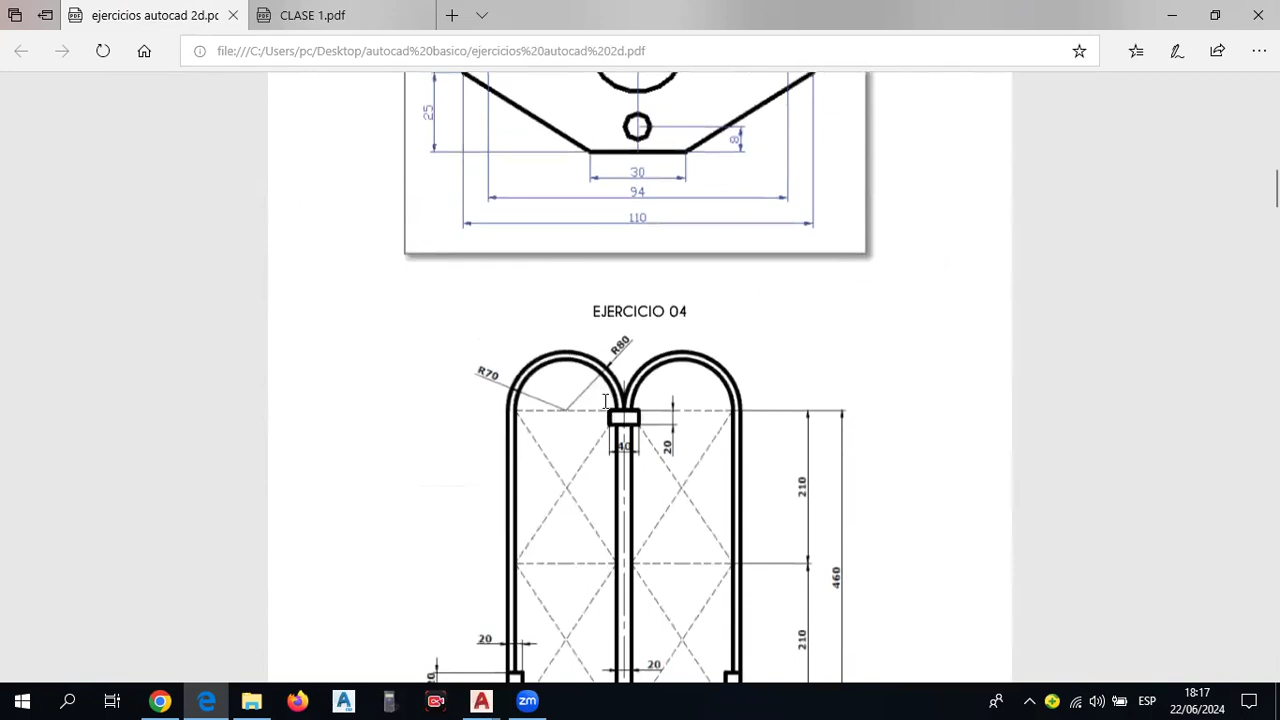 ejercicios autocad 2d.pc
CLASE 1.pdf
file:///C:/Users/pc/Desktop/autocad%20basico/ejercicios%20autocad%202d.pdf
25
8
30
94
110
EJERCICIO 04
R80
R70
40
20
210
460
20
210
20
ESP
18:17
22/06/2024